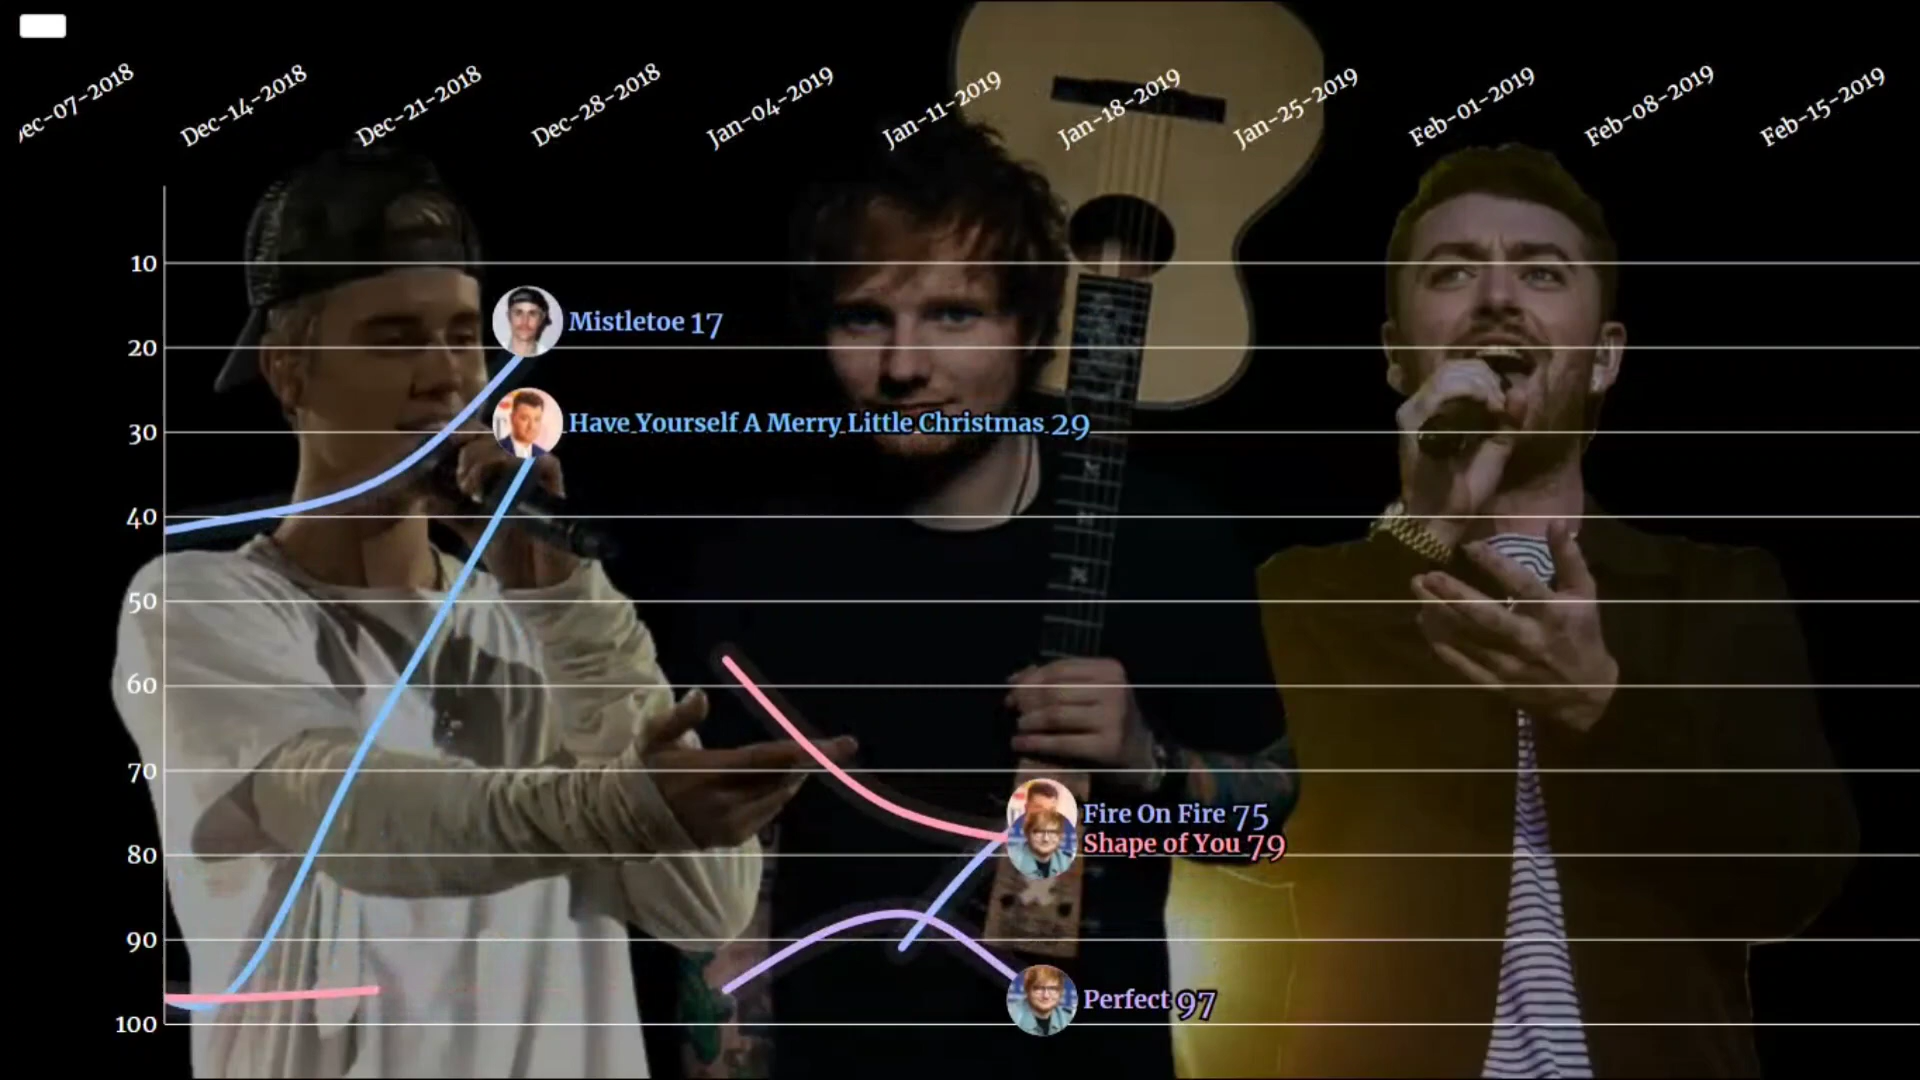 ec-07-2018
Dec-14-2018
Dec-21-2018
Dec-28-2018
Jan-04-2019
Jan-11-2019
Jan-18-2019
Jan-25-2019
Feb-01-2019
Feb-08-2019
Feb-15-2019
10
Mistletoe 17
20
Have Yourself A Merry Little Christmas 29
30
40
50
60
70
Fire On Fire 75
Shape of You 79
80
90
Perfect 97
100